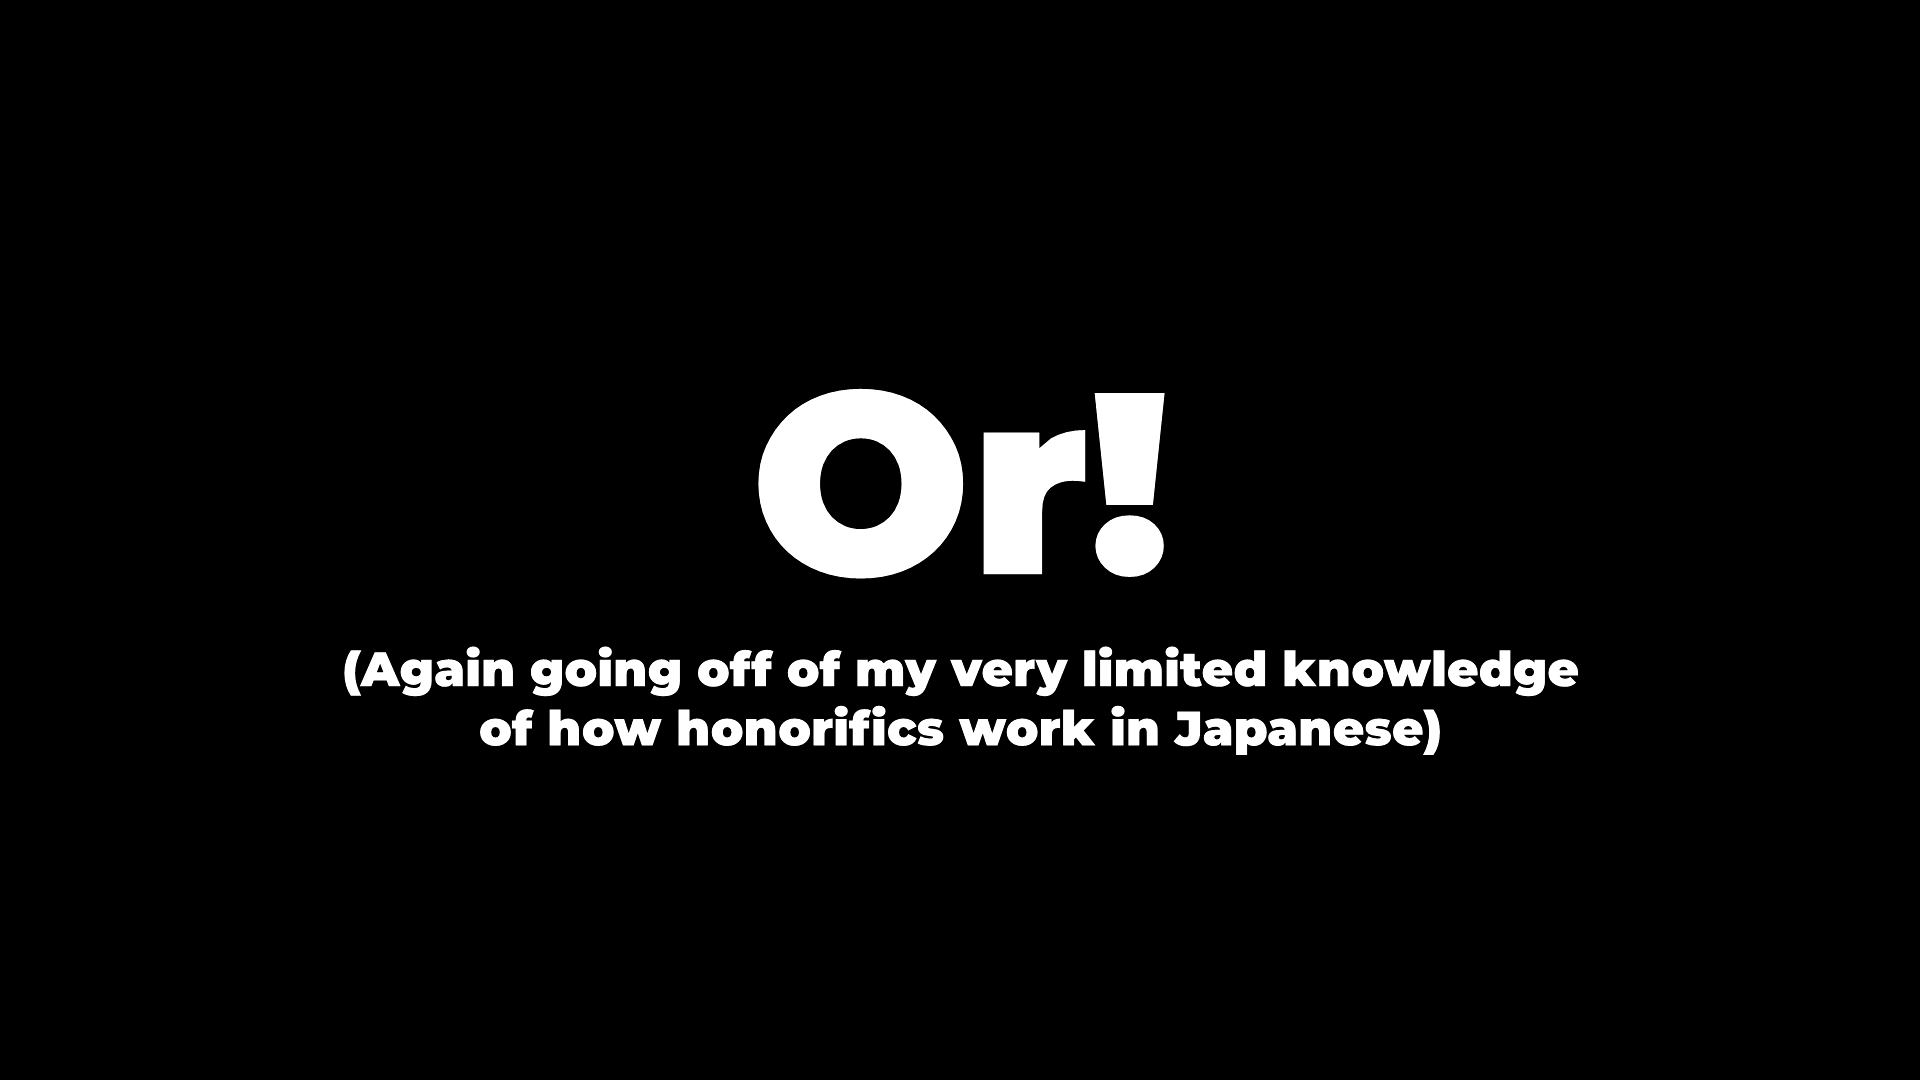 Or!
(Again going off of my very limited knowledge
of how honorifics work in Japanese)